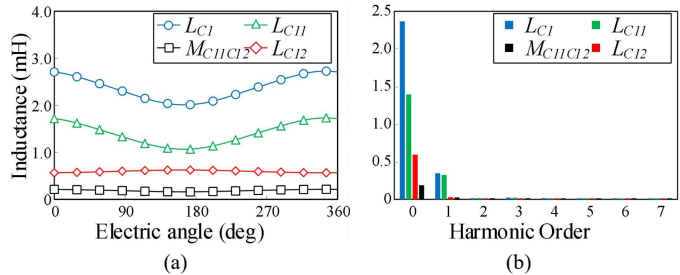 (a)
4.0
3.0
2.0
1.0
0
Inductance (mH)
L_{C1} L_{C11}
M_{C11C12} L_{C12}
0 90 180 270 360
Electric angle (deg)
(a)
(b)
2.5
2.0
1.5
1.0
0.5
0.0
L_{C1} L_{C11}
M_{C11C12} L_{C12}
0 1 2 3 4 5 6 7
Harmonic Order
(b)